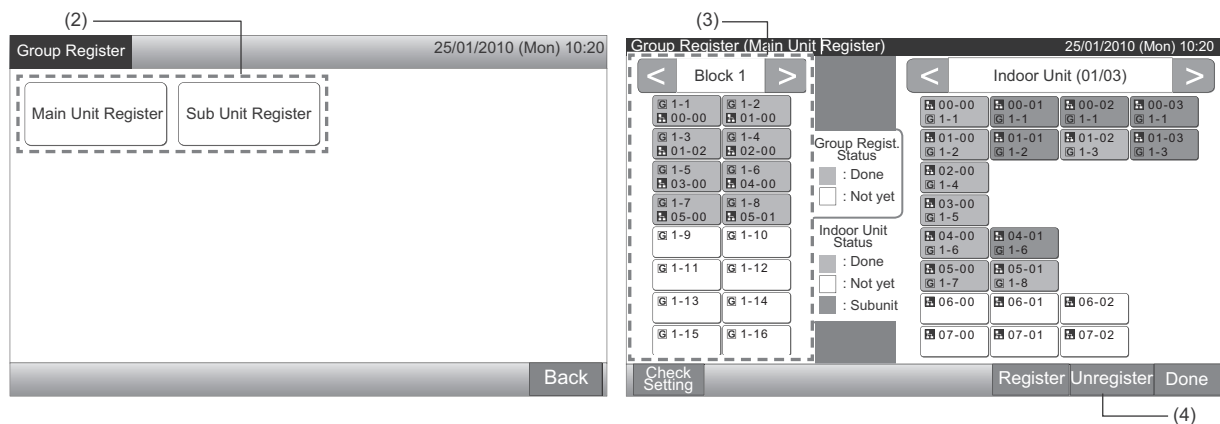 (2)
Group Register 25/01/2010 (Mon) 10:20
Main Unit Register Sub Unit Register
Back
(3)
Group Register (Main Unit Register) 25/01/2010 (Mon) 10:20
< Block 1 >
G 1-1 G 1-2
00-00 01-00
G 1-3 G 1-4
01-02 02-00
G 1-5 G 1-6
03-00 04-00
G 1-7 G 1-8
05-00 05-01
G 1-9 G 1-10
G 1-11 G 1-12
G 1-13 G 1-14
G 1-15 G 1-16
Group Regist.
Status
: Done
: Not yet
Indoor Unit
Status
: Done
: Not yet
: Subunit
< Indoor Unit (01/03) >
00-00 00-01 00-02 00-03
G 1-1 G 1-1 G 1-1 G 1-1
01-00 01-01 01-02 01-03
G 1-2 G 1-2 G 1-3 G 1-3
02-00
G 1-4
03-00
G 1-5
04-00 04-01
G 1-6 G 1-6
05-00 05-01
G 1-7 G 1-8
06-00 06-01 06-02
07-00 07-01 07-02
Check
Setting
Register Unregister Done
(4)